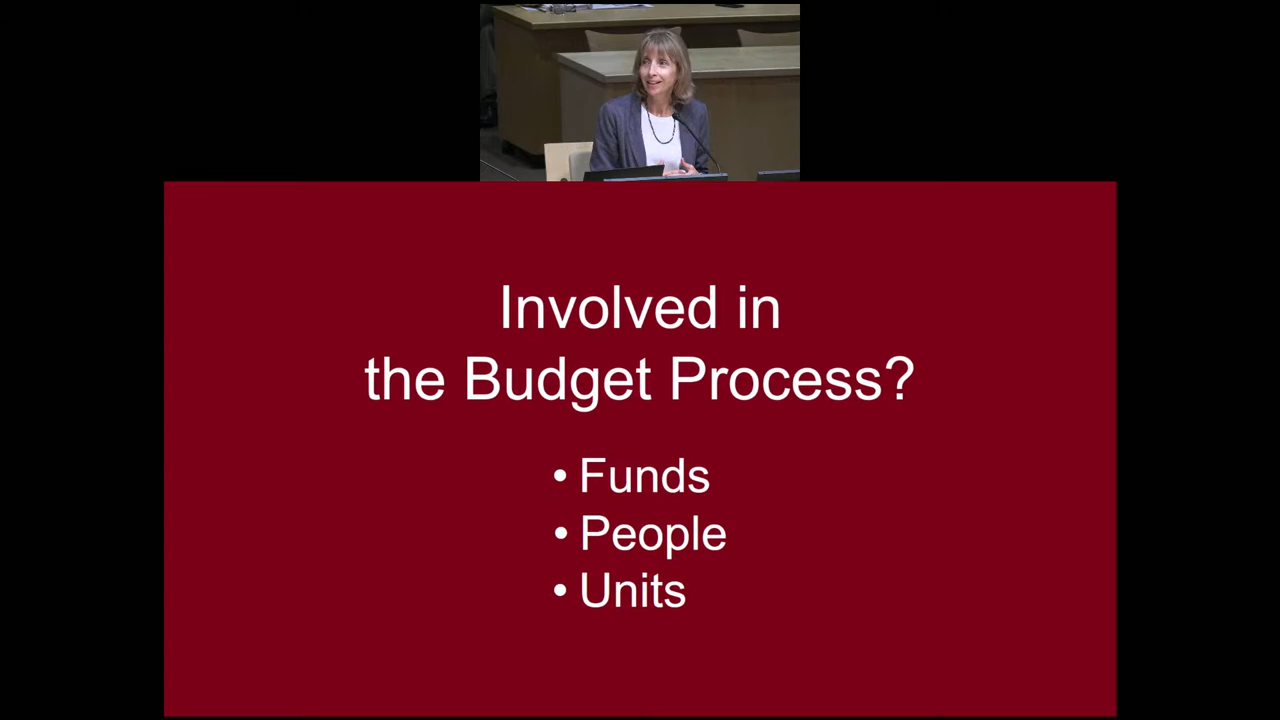 Involved in
the Budget Process?
• Funds
• People
• Units